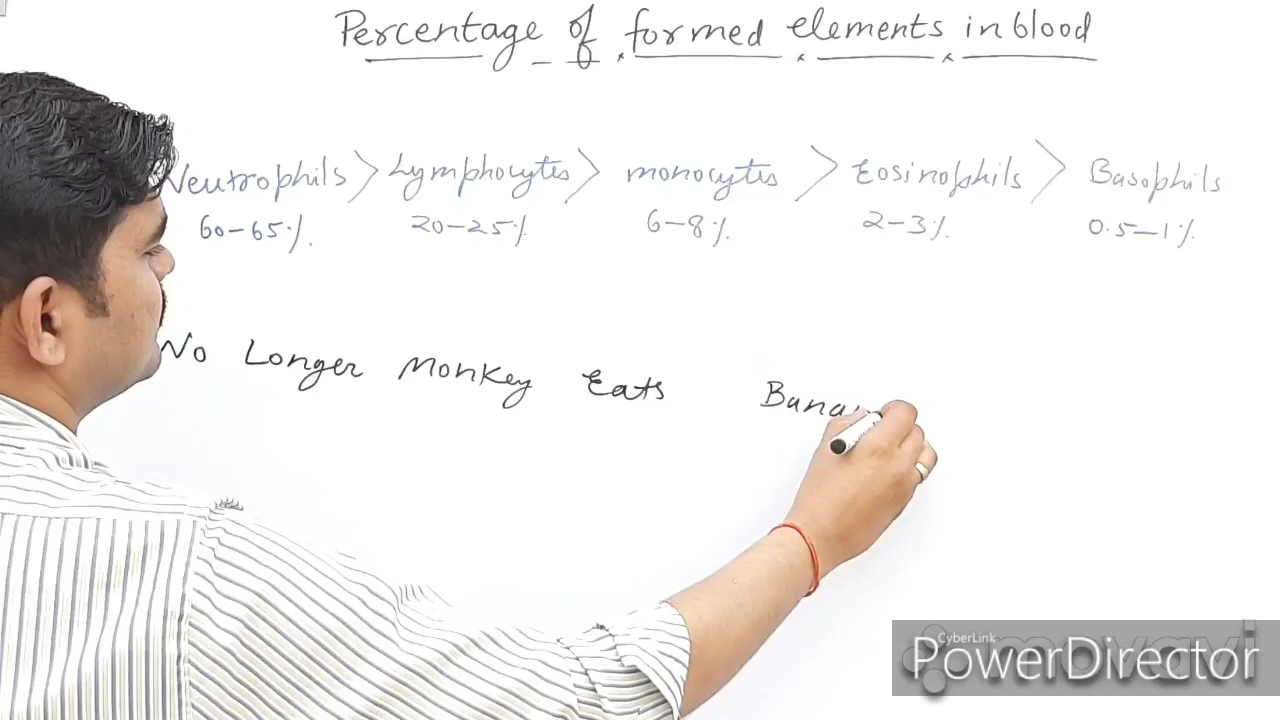 Percentage of formed elements in blood
Neutrophils > Lymphocytes > monocytes > Eosinophils > Basophils
60-65% 20-25% 6-8% 2-3% 0.5-1%
No Longer Monkey Eats
CyberLink
PowerDirector
movavi